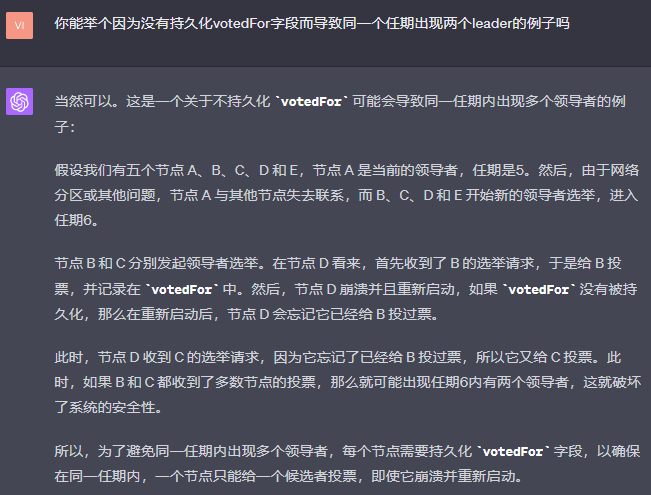 VI
你能举个因为没有持久化votedFor字段而导致同一个任期出现两个leader的例子吗
当然可以。这是一个关于不持久化 `votedFor` 可能会导致同一任期内出现多个领导者的例
子：
假设我们有五个节点 A、B、C、D 和 E，节点 A 是当前的领导者，任期是5。然后，由于网络
分区或其他问题，节点 A 与其他节点失去联系，而 B、C、D 和 E 开始新的领导者选举，进入
任期6。
节点 B 和 C 分别发起领导者选举。在节点 D 看来，首先收到了 B 的选举请求，于是给 B 投
票，并记录在 `votedFor` 中。然后，节点 D 崩溃并且重新启动，如果 `votedFor` 没有被持
久化，那么在重新启动后，节点 D 会忘记它已经给 B 投过票。
此时，节点 D 收到 C 的选举请求，因为它忘记了已经给 B 投过票，所以它又给 C 投票。此
时，如果 B 和 C 都收到了多数节点的投票，那么就可能出现任期6内有两个领导者，这就破坏
了系统的安全性。
所以，为了避免同一任期内出现多个领导者，每个节点需要持久化 `votedFor` 字段，以确保
在同一任期内，一个节点只能给一个候选者投票，即使它崩溃并重新启动。